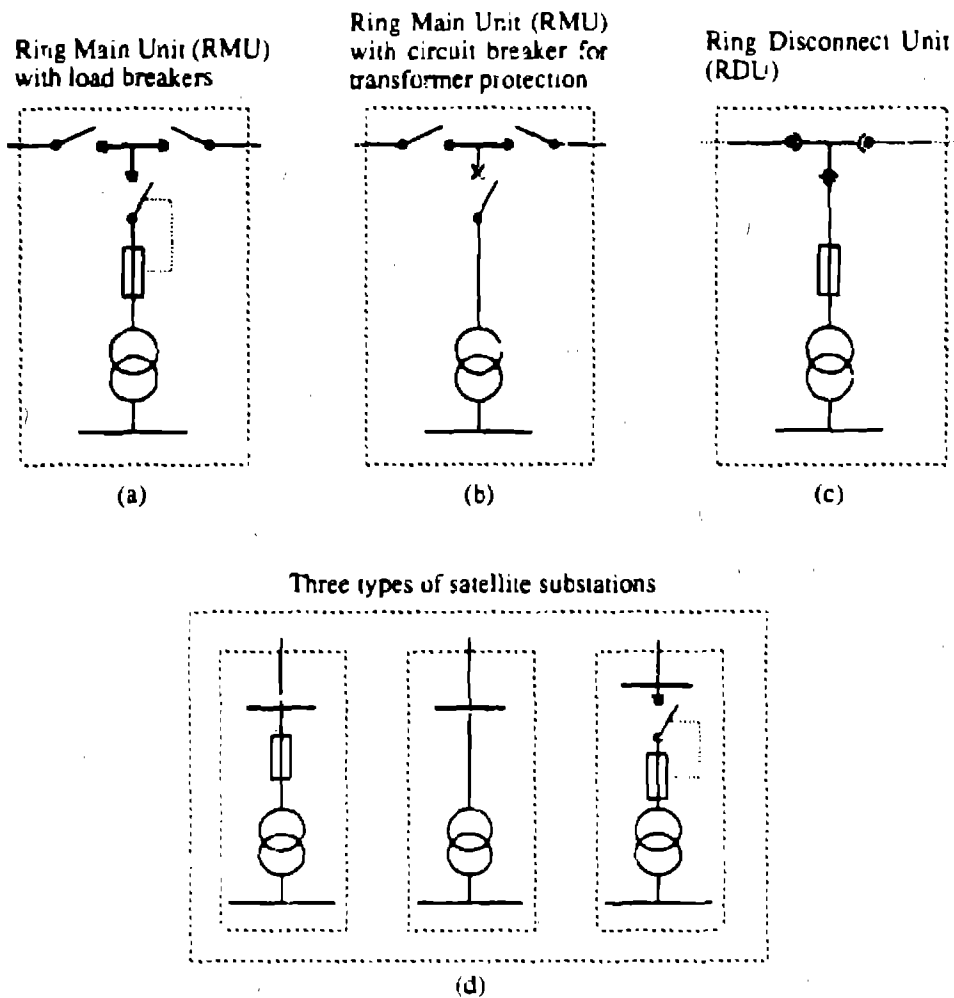 Ring Main Unit (RMU)
with load breakers
Ring Main Unit (RMU)
with circuit breaker for
transformer protection
Ring Disconnect Unit
(RDU)
(a)
(b)
(c)
Three types of satellite substations
(d)